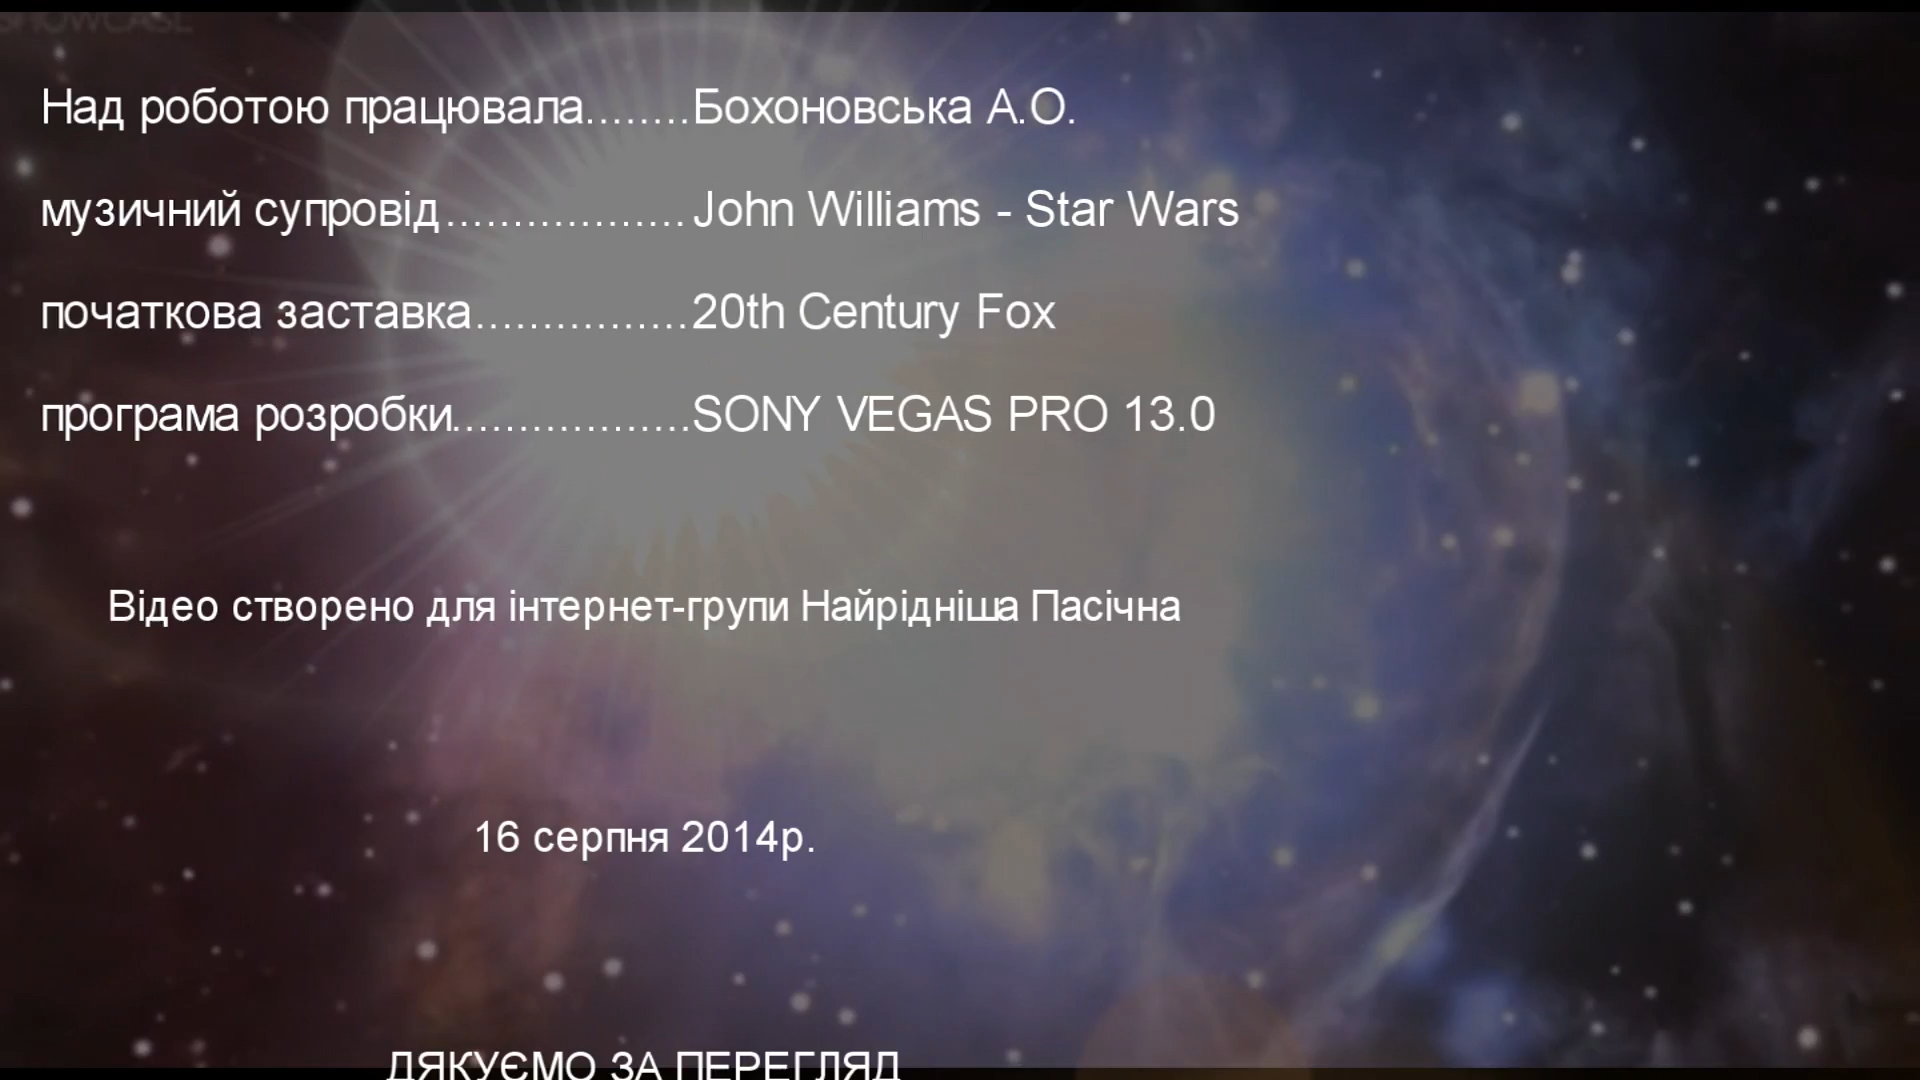 SHOWCASE
Над роботою працювала........Бохоновська А.О.
музичний супровід..................John Williams - Star Wars
початкова заставка................20th Century Fox
програма розробки..................SONY VEGAS PRO 13.0
Відео створено для інтернет-групи Найрідніша Пасічна
16 серпня 2014р.
ДЯКУЄМО ЗА ПЕРЕГЛЯД